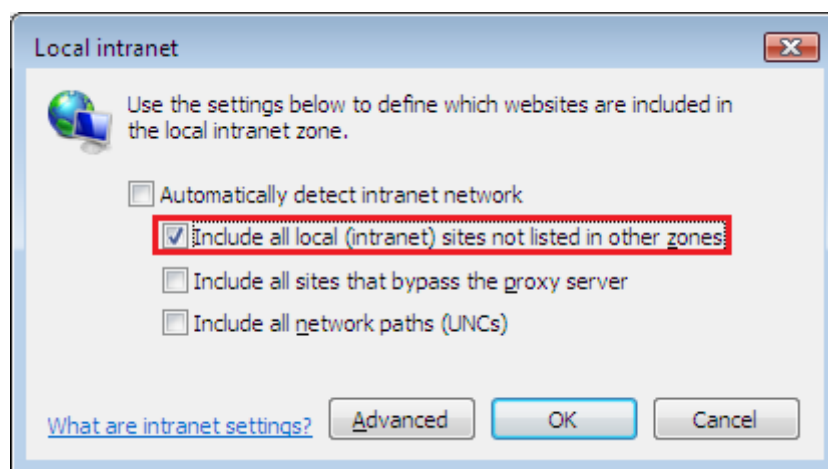 Local intranet
Use the settings below to define which websites are included in
the local intranet zone.
Automatically detect intranet network
Include all local (intranet) sites not listed in other zones
Include all sites that bypass the proxy server
Include all network paths (UNCs)
What are intranet settings?
Advanced
OK
Cancel